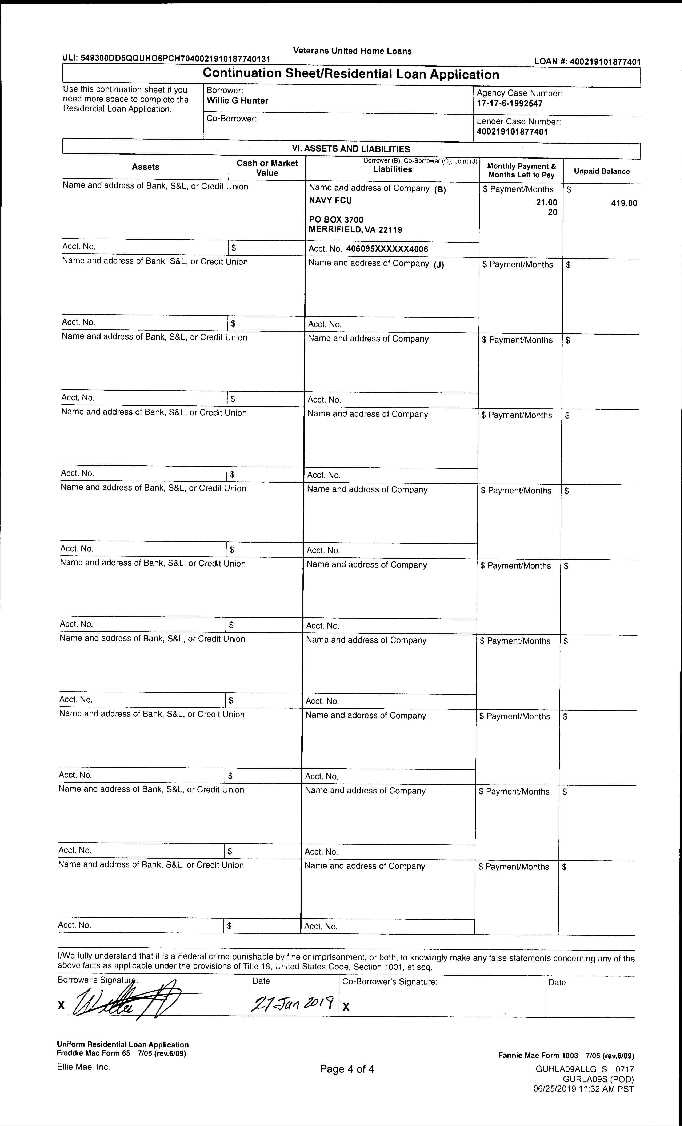 Veterans United Home Loans
ULI: 549300DD5QQUHO6PCH7040021910187740131
LOAN #: 400219101877401
Continuation Sheet/Residential Loan Application
Use this continuation sheet if you need more space to complete the Residential Loan Application.
Borrower:
Willie G Hunter
Agency Case Number:
17-17-6-1992547
Co-Borrower:
Lender Case Number:
400219101877401
VI. ASSETS AND LIABILITIES
Assets
Cash or Market Value
Borrower (B), Co-Borrower (C), Joint (J)
Liabilities
Monthly Payment & Months Left to Pay
Unpaid Balance
Name and address of Bank, S&L, or Credit Union
Name and address of Company (B)
$ Payment/Months
$
NAVY FCU
21.00
419.00
20
PO BOX 3700
MERRIFIELD, VA 22119
Acct. No.
$
Acct. No. 406095XXXXXX4006
Name and address of Bank, S&L, or Credit Union
Name and address of Company (J)
$ Payment/Months
$
Acct. No.
$
Acct. No.
Name and address of Bank, S&L, or Credit Union
Name and address of Company
$ Payment/Months
$
Acct. No.
$
Acct. No.
Name and address of Bank, S&L, or Credit Union
Name and address of Company
$ Payment/Months
$
Acct. No.
$
Acct. No.
Name and address of Bank, S&L, or Credit Union
Name and address of Company
$ Payment/Months
$
Acct. No.
$
Acct. No.
Name and address of Bank, S&L, or Credit Union
Name and address of Company
$ Payment/Months
$
Acct. No.
$
Acct. No.
Name and address of Bank, S&L, or Credit Union
Name and address of Company
$ Payment/Months
$
Acct. No.
$
Acct. No.
Name and address of Bank, S&L, or Credit Union
Name and address of Company
$ Payment/Months
$
Acct. No.
$
Acct. No.
Name and address of Bank, S&L, or Credit Union
Name and address of Company
$ Payment/Months
$
Acct. No.
$
Acct. No.
Name and address of Bank, S&L, or Credit Union
Name and address of Company
$ Payment/Months
$
Acct. No.
$
Acct. No.
I/We fully understand that it is a Federal crime punishable by fine or imprisonment, or both, to knowingly make any false statements concerning any of the
above facts as applicable under the provisions of Title 18, United States Code, Section 1001, et seq.
Borrower's Signature:
Date
Co-Borrower's Signature:
Date
X
27 Jun 2019
X
Uniform Residential Loan Application
Freddie Mac Form 65 7/05 (rev.6/09)
Fannie Mae Form 1003 7/05 (rev.6/09)
Ellie Mae, Inc.
Page 4 of 4
GURLA09ALLG S 0717
GURLA09S (POD)
06/25/2019 11:32 AM PST